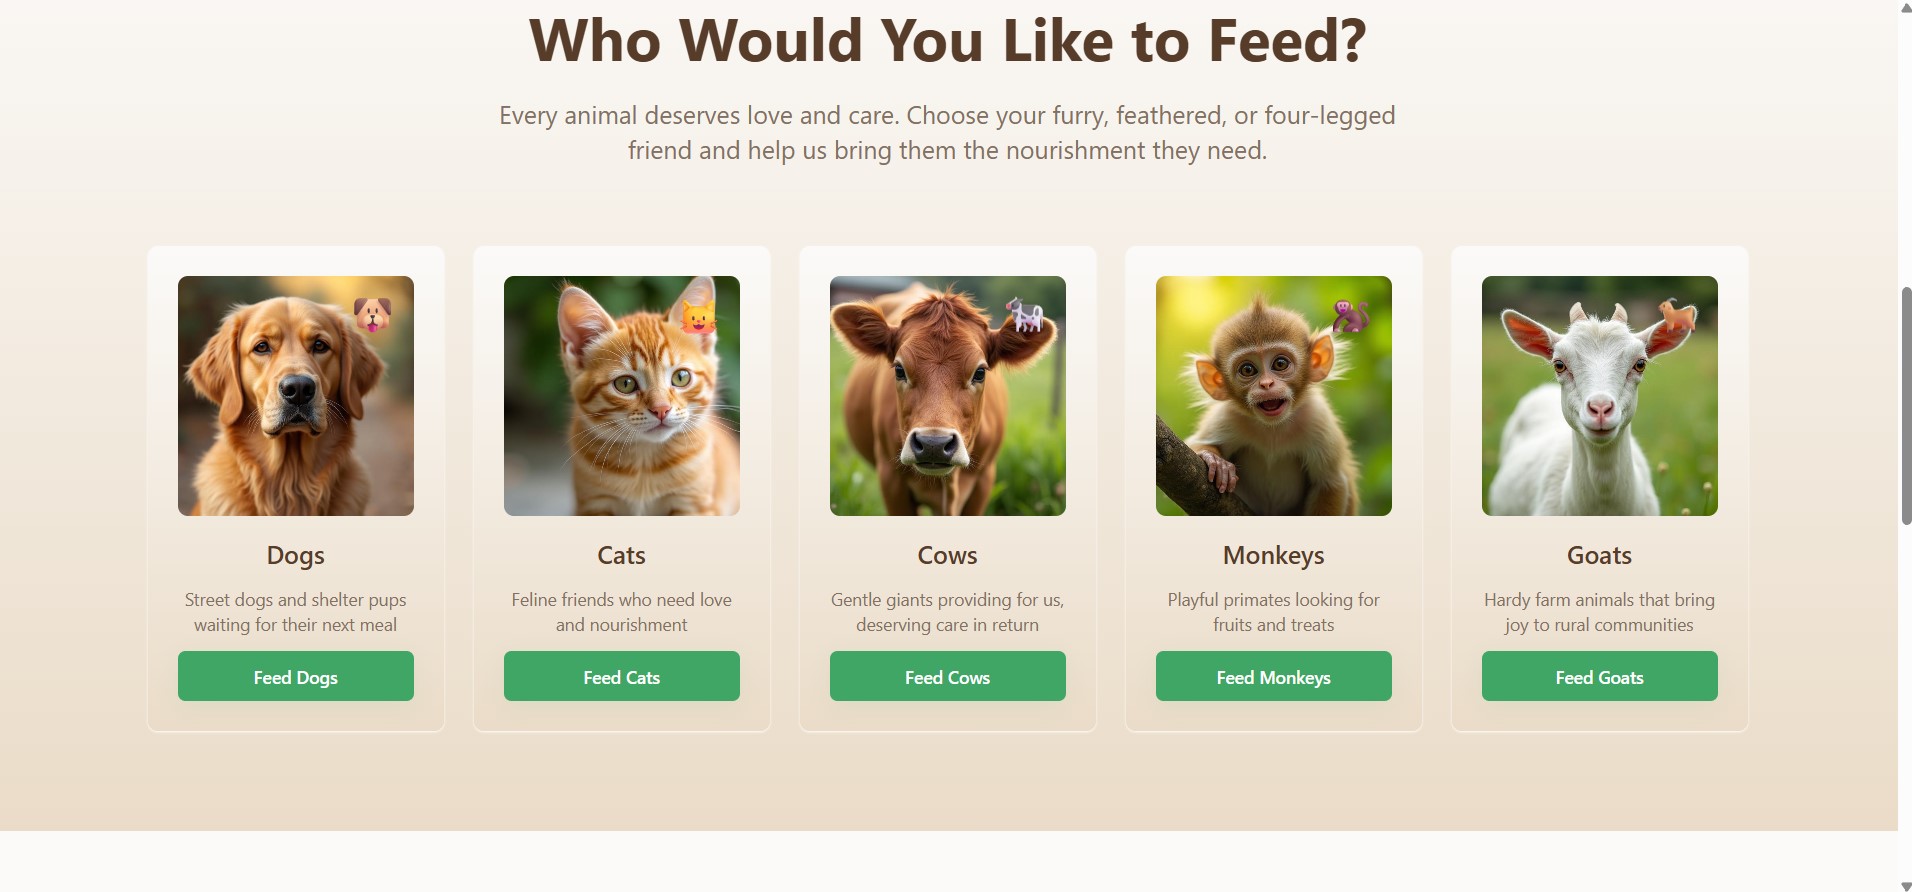 Who Would You Like to Feed?
Every animal deserves love and care. Choose your furry, feathered, or four-legged
friend and help us bring them the nourishment they need.
Dogs
Street dogs and shelter pups
waiting for their next meal
Feed Dogs
Cats
Feline friends who need love
and nourishment
Feed Cats
Cows
Gentle giants providing for us,
deserving care in return
Feed Cows
Monkeys
Playful primates looking for
fruits and treats
Feed Monkeys
Goats
Hardy farm animals that bring
joy to rural communities
Feed Goats